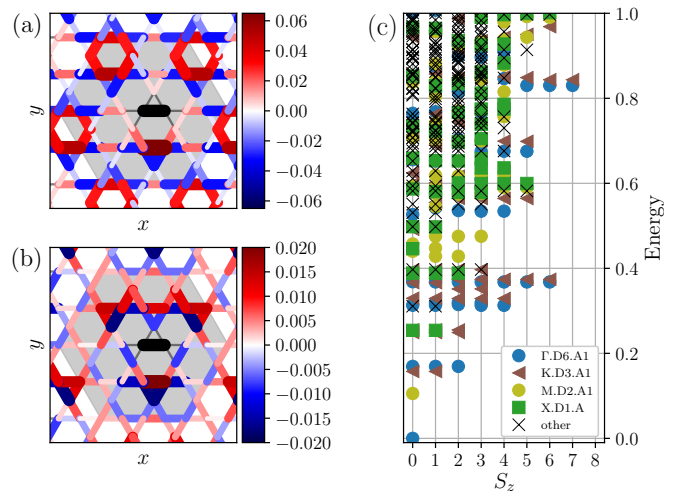 (a)
y
x
0.06
0.04
0.02
0.00
−0.02
−0.04
−0.06
(b)
y
x
0.020
0.015
0.010
0.005
0.000
−0.005
−0.010
−0.015
−0.020
(c)
1.0
0.8
0.6
0.4
0.2
0.0
Energy
Γ.D6.A1
K.D3.A1
M.D2.A1
X.D1.A
other
0 1 2 3 4 5 6 7 8
S_z